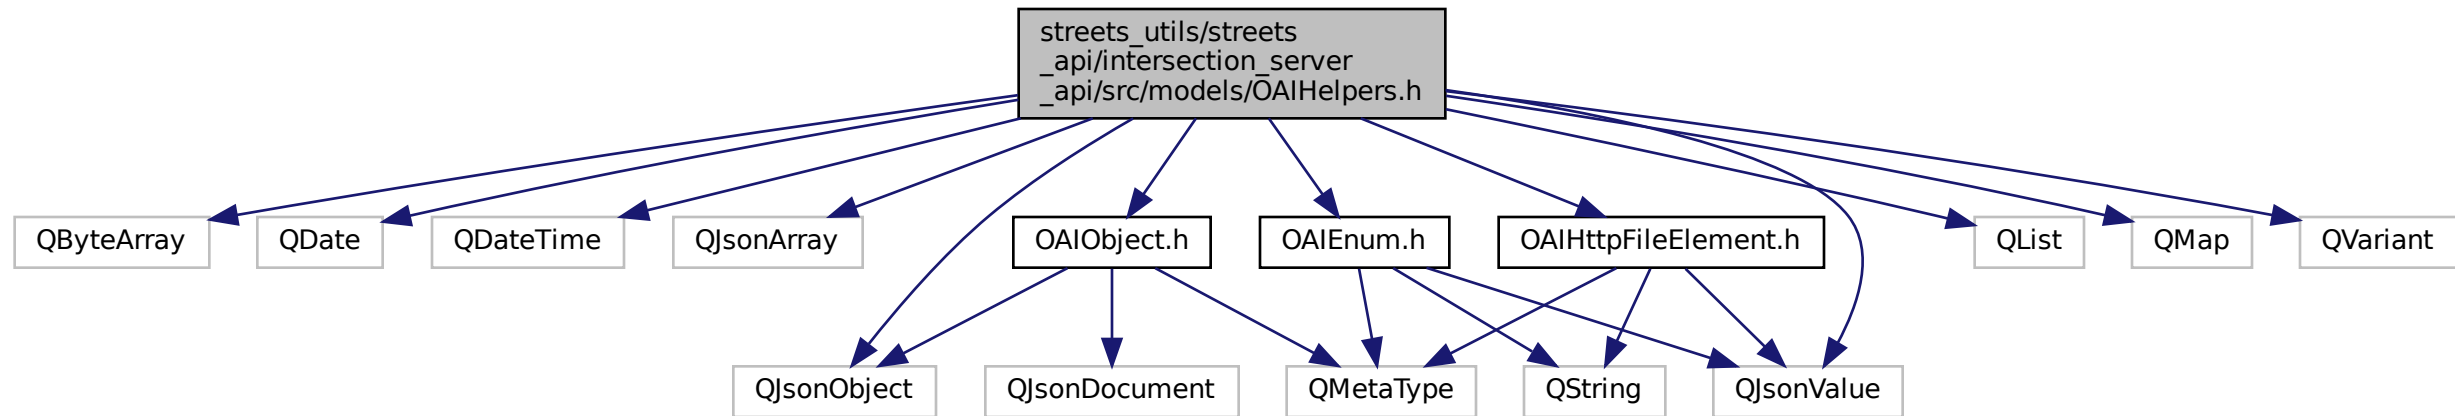 streets_utils/streets
_api/intersection_server
_api/src/models/OAIHelpers.h
QByteArray
QDate
QDateTime
QJsonArray
OAIObject.h
OAIEnum.h
OAIHttpFileElement.h
QList
QMap
QVariant
QJsonObject
QJsonDocument
QMetaType
QString
QJsonValue